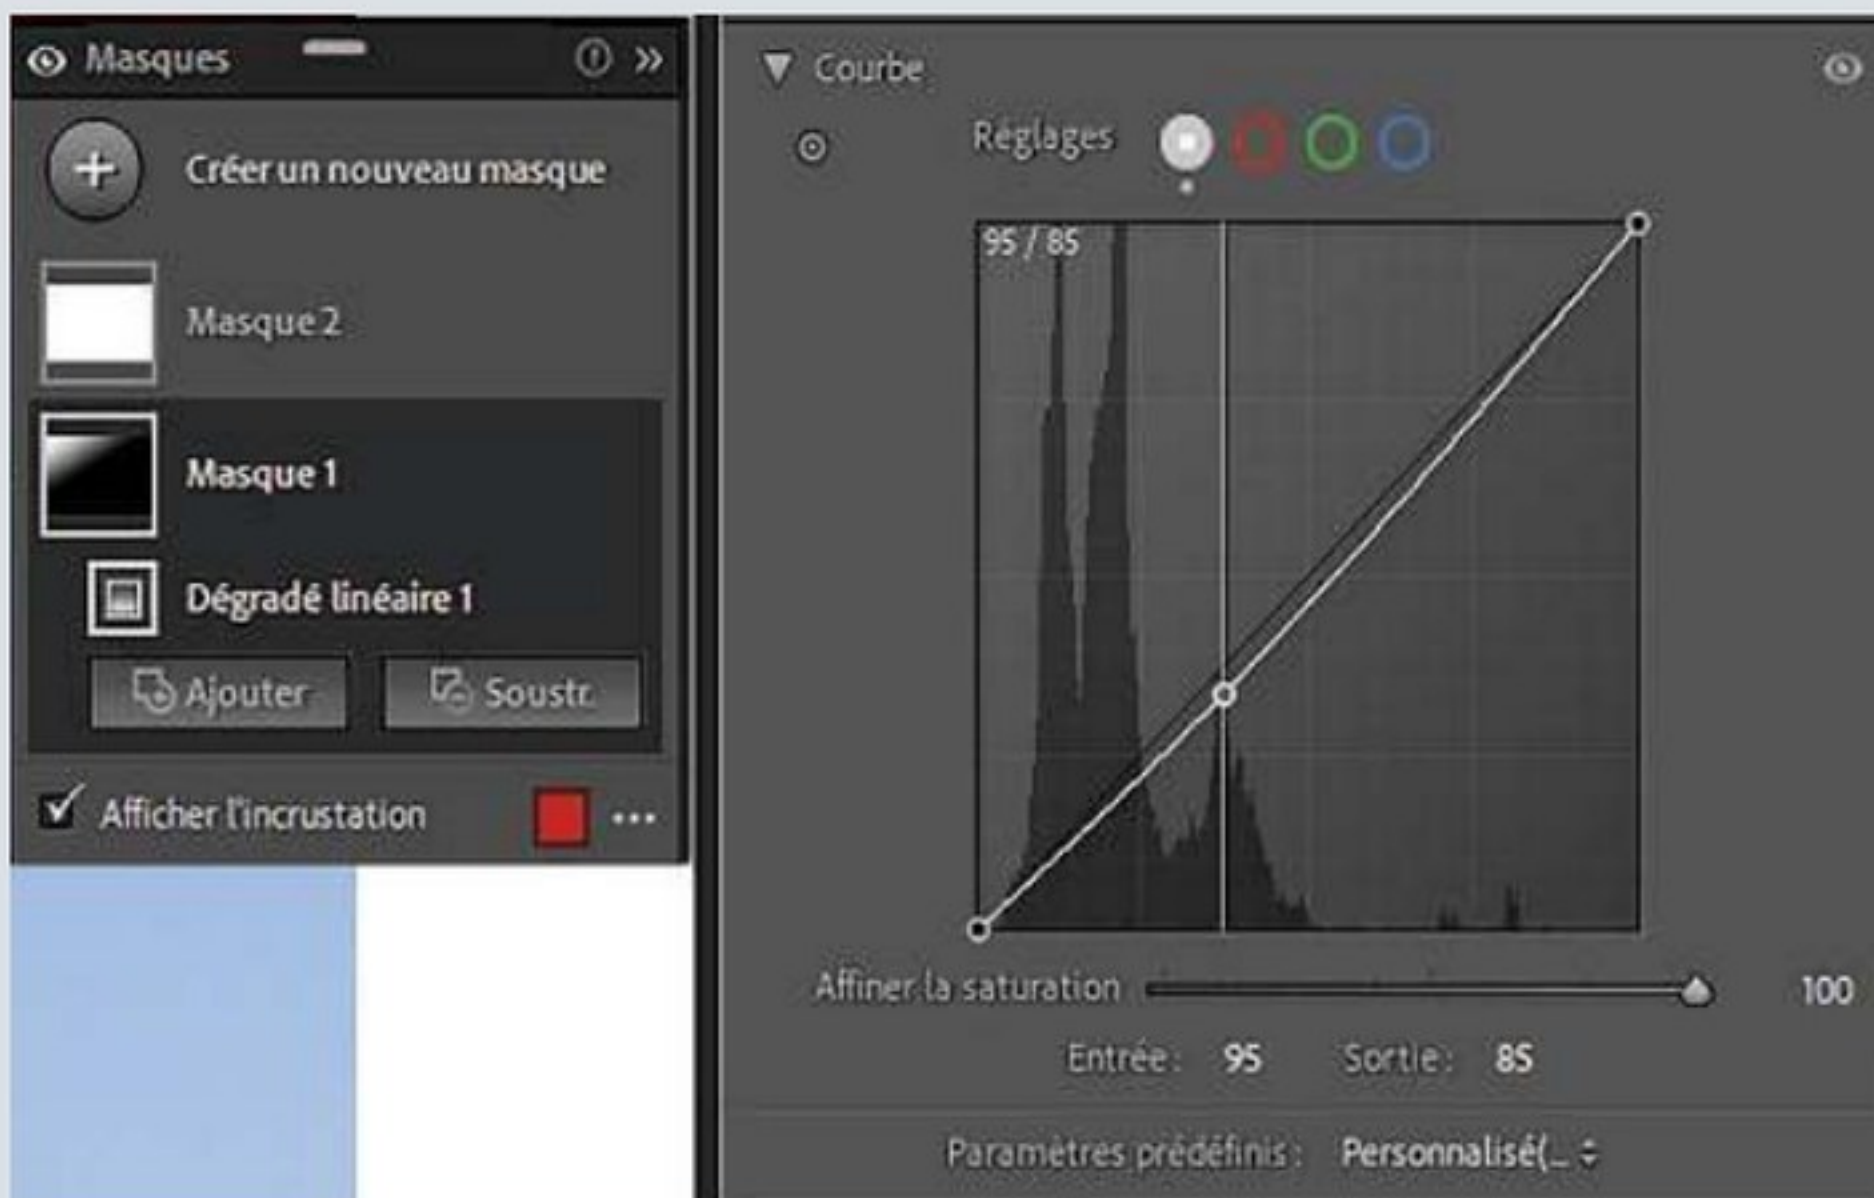 Masques
Créer un nouveau masque
Masque 2
Masque 1
Dégradé linéaire 1
Ajouter
Soustr.
Afficher l'incrustation
Courbe
Réglages
95 / 85
Affiner la saturation 100
Entrée : 95 Sortie : 85
Paramètres prédéfinis : Personnalisé(...